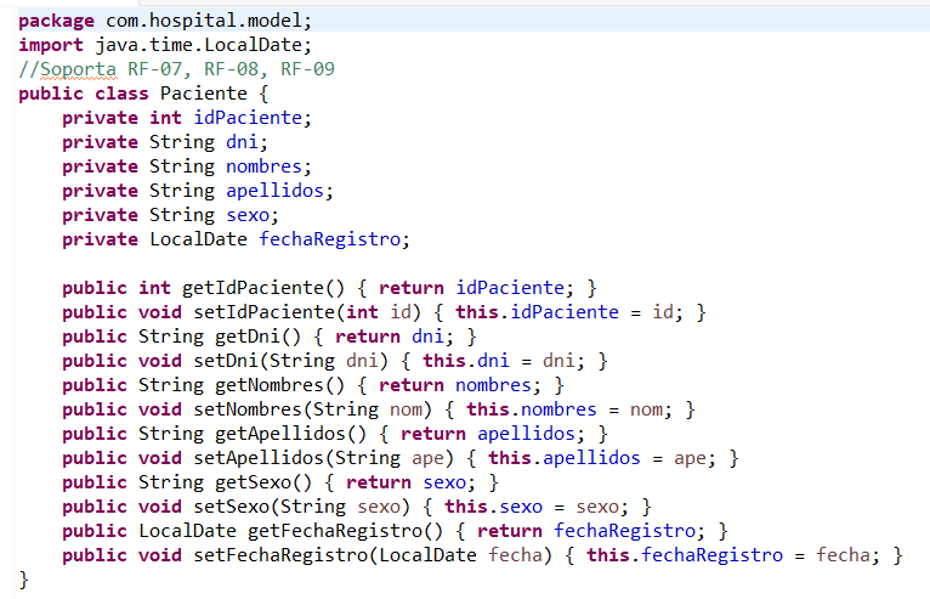 package com.hospital.model;
import java.time.LocalDate;
//Soporta RF-07, RF-08, RF-09
public class Paciente {
    private int idPaciente;
    private String dni;
    private String nombres;
    private String apellidos;
    private String sexo;
    private LocalDate fechaRegistro;

    public int getIdPaciente() { return idPaciente; }
    public void setIdPaciente(int id) { this.idPaciente = id; }
    public String getDni() { return dni; }
    public void setDni(String dni) { this.dni = dni; }
    public String getNombres() { return nombres; }
    public void setNombres(String nom) { this.nombres = nom; }
    public String getApellidos() { return apellidos; }
    public void setApellidos(String ape) { this.apellidos = ape; }
    public String getSexo() { return sexo; }
    public void setSexo(String sexo) { this.sexo = sexo; }
    public LocalDate getFechaRegistro() { return fechaRegistro; }
    public void setFechaRegistro(LocalDate fecha) { this.fechaRegistro = fecha; }
}